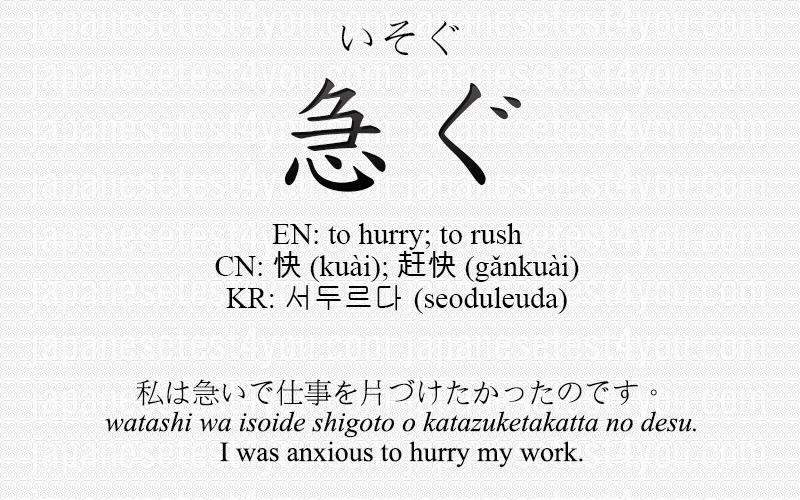 いそぐ
急ぐ
EN: to hurry; to rush
CN: 快 (kuài); 赶快 (gǎnkuài)
KR: 서두르다 (seoduleuda)
私は急いで仕事を片づけたかったのです。
watashi wa isoide shigoto o katazuketakatta no desu.
I was anxious to hurry my work.
japanesetest4you.com